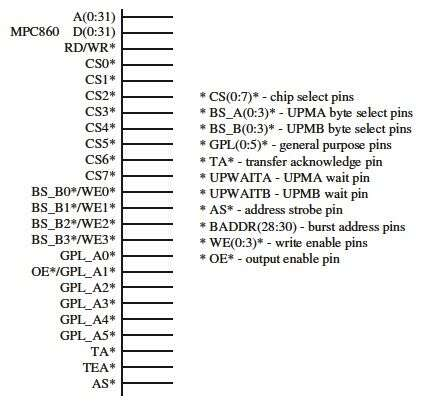 A(0:31)
MPC860 D(0:31)
RD/WR*
CS0*
CS1*
CS2*
CS3*
CS4*
CS5*
CS6*
CS7*
BS_B0*/WE0*
BS_B1*/WE1*
BS_B2*/WE2*
BS_B3*/WE3*
GPL_A0*
OE*/GPL_A1*
GPL_A2*
GPL_A3*
GPL_A4*
GPL_A5*
TA*
TEA*
AS*
* CS(0:7)* - chip select pins
* BS_A(0:3)* - UPMA byte select pins
* BS_B(0:3)* - UPMB byte select pins
* GPL(0:5)* - general purpose pins
* TA* - transfer acknowledge pin
* UPWAITA - UPMA wait pin
* UPWAITB - UPMB wait pin
* AS* - address strobe pin
* BADDR(28:30) - burst address pins
* WE(0:3)* - write enable pins
* OE* - output enable pin